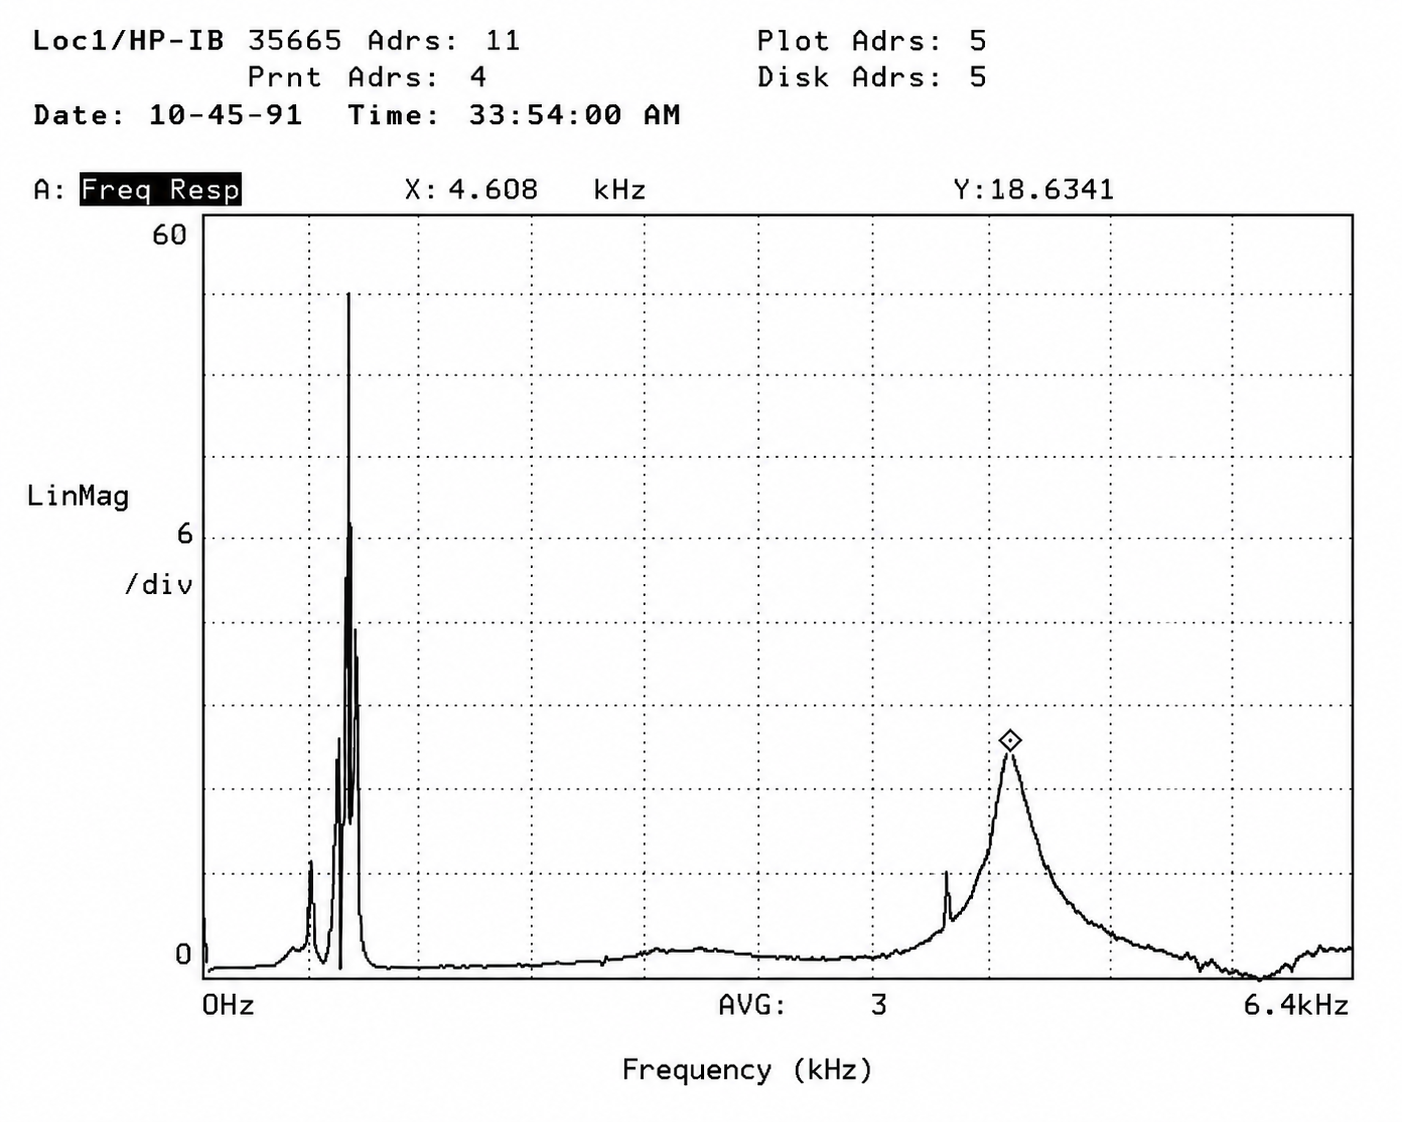 Loc1/HP-IB 35665 Adrs: 11 Plot Adrs: 5
Prnt Adrs: 4 Disk Adrs: 5
Date: 10-45-91 Time: 33:54:00 AM
A: Freq Resp X: 4.608 kHz Y:18.6341
60
LinMag
6
/div
0
0Hz AVG: 3 6.4kHz
Frequency (kHz)